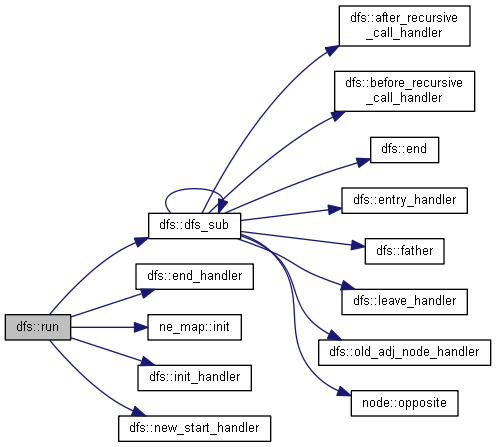 dfs::after_recursive
_call_handler
dfs::before_recursive
_call_handler
dfs::end
dfs::entry_handler
dfs::dfs_sub
dfs::father
dfs::end_handler
dfs::leave_handler
dfs::run
ne_map::init
dfs::old_adj_node_handler
dfs::init_handler
node::opposite
dfs::new_start_handler